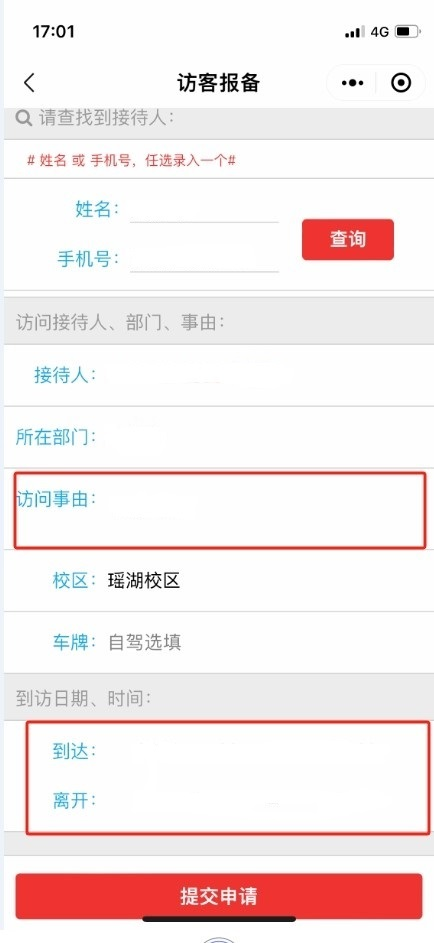 17:01
4G
访客报备
请查找到接待人：
# 姓名 或 手机号，任选录入一个#
姓名：
查询
手机号：
访问接待人、部门、事由：
接待人：
所在部门：
访问事由：
校区：瑶湖校区
车牌：自驾选填
到访日期、时间：
到达：
离开：
提交申请